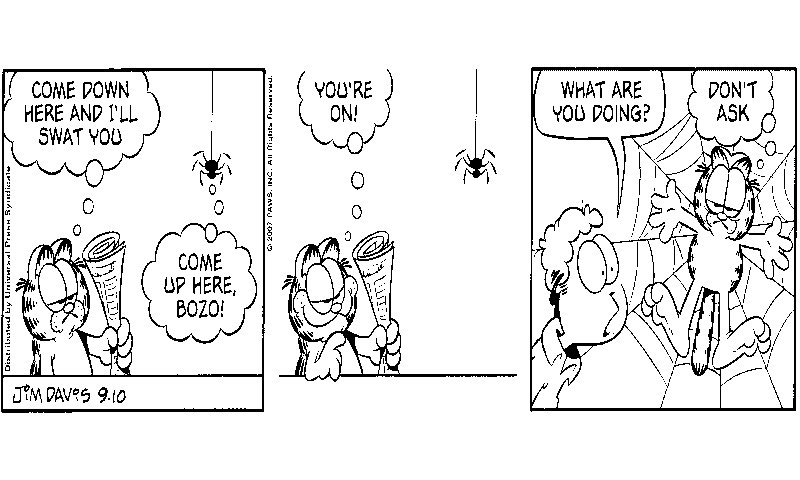 COME DOWN
HERE AND I'LL
SWAT YOU
COME
UP HERE,
BOZO!
Distributed by Universal Press Syndicate
JIM DAVIS 9.10
© 2007 PAWS, INC. All Rights Reserved.
YOU'RE
ON!
WHAT ARE
YOU DOING?
DON'T
ASK